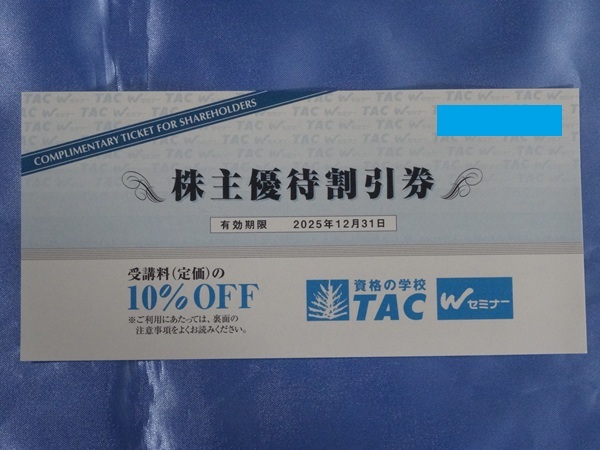 COMPLIMENTARY TICKET FOR SHAREHOLDERS
株主優待割引券
有効期限 2025年12月31日
受講料(定価)の
10%OFF
※ご利用にあたっては、裏面の
注意事項をよくお読みください。
資格の学校
TAC
Wセミナー